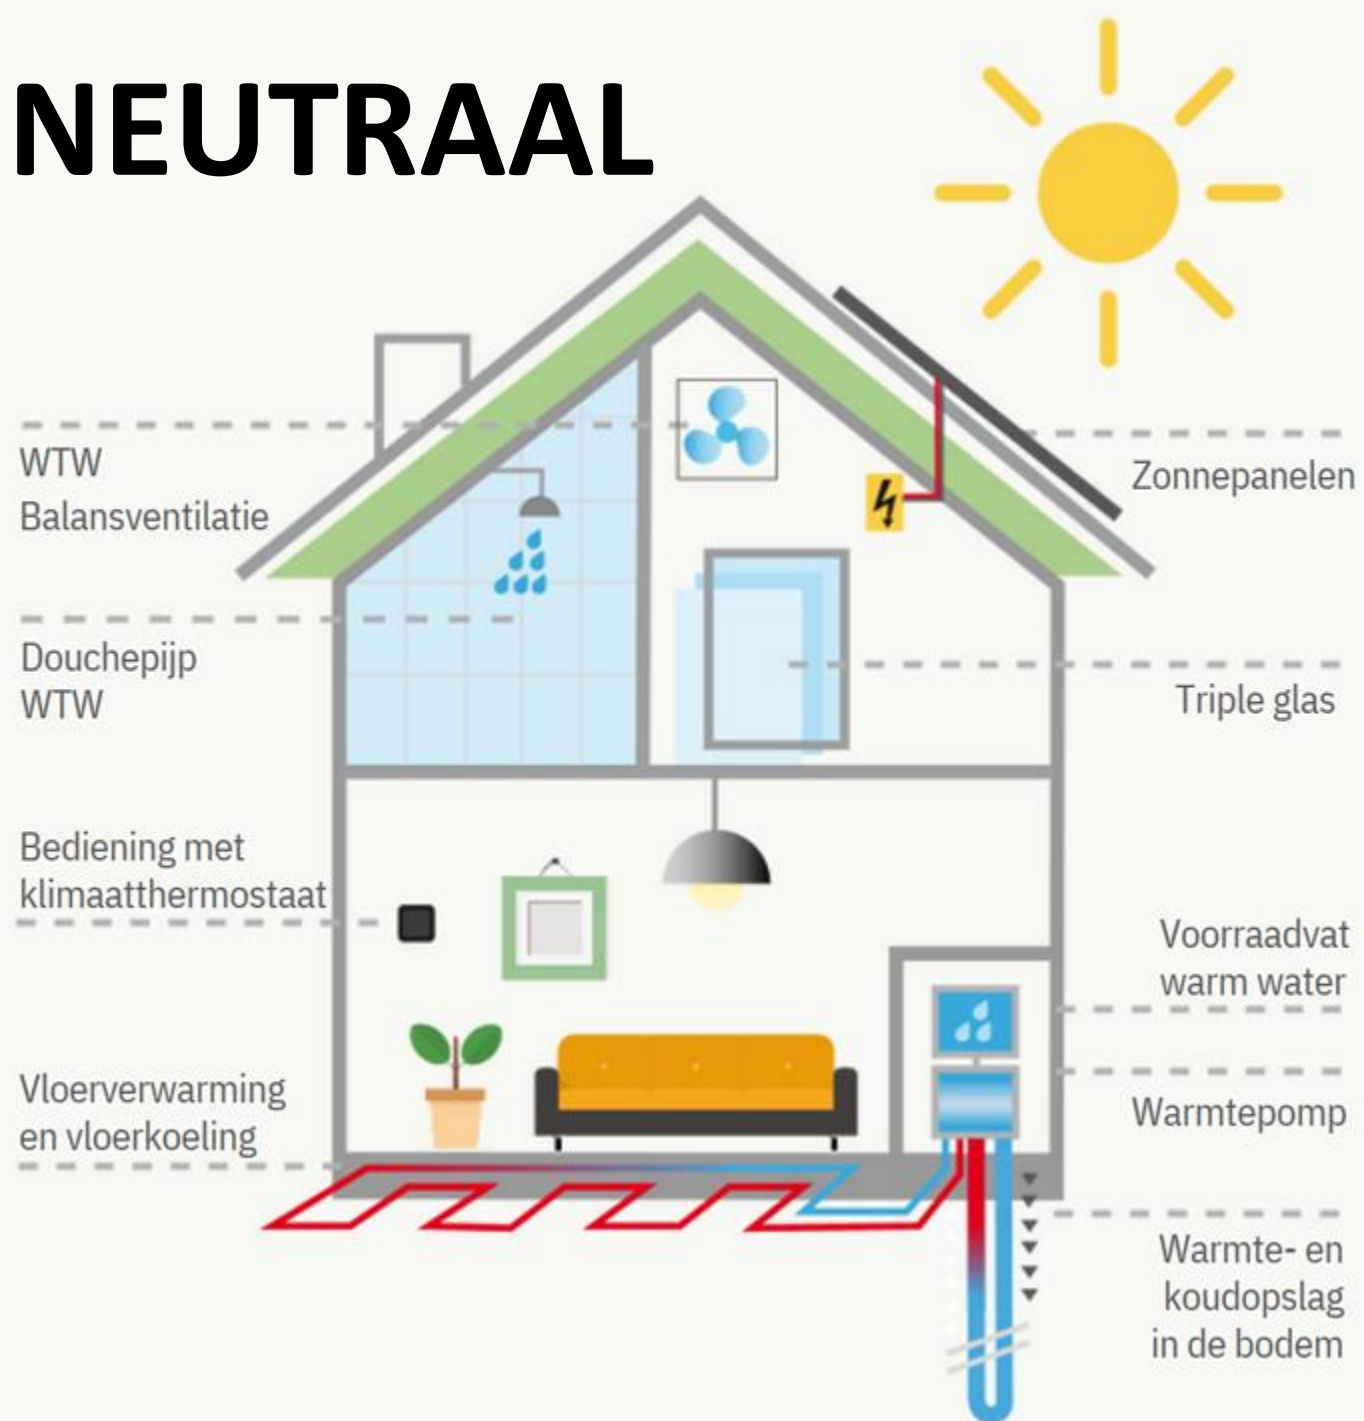 NEUTRAAL
WTW
Balansventilatie
Douchepijp
WTW
Bediening met
klimaatthermostaat
Vloerverwarming
en vloerkoeling
Zonnepanelen
Triple glas
Voorraadvat
warm water
Warmtepomp
Warmte- en
koudopslag
in de bodem